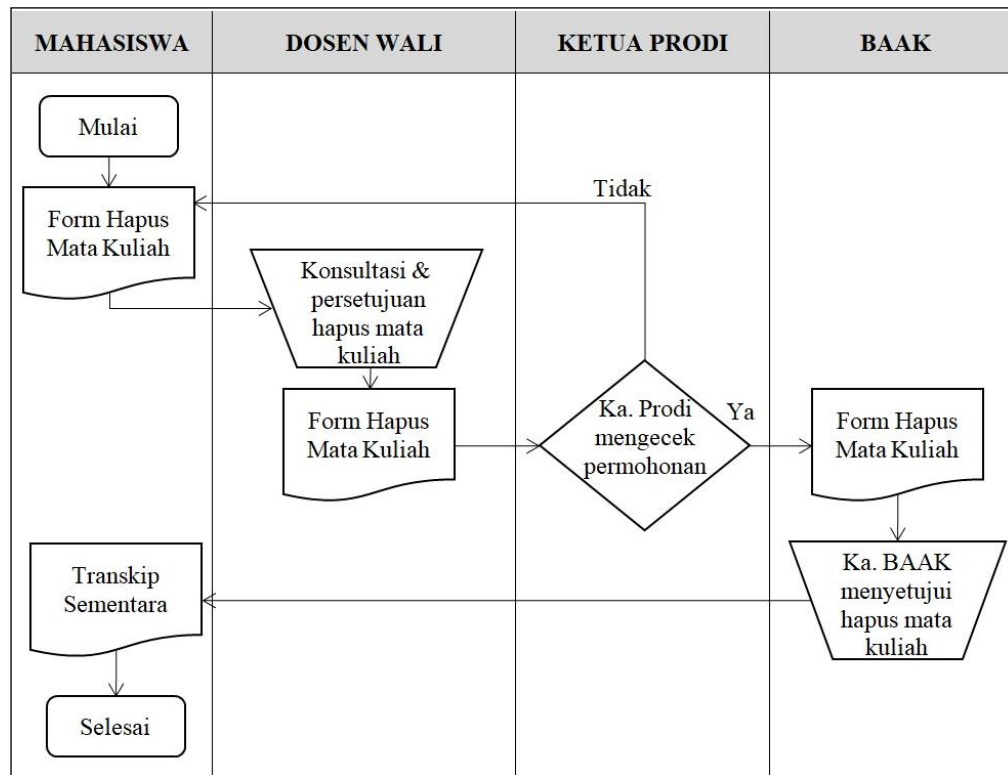 MAHASISWA
DOSEN WALI
KETUA PRODI
BAAK
Mulai
Form Hapus
Mata Kuliah
Tidak
Konsultasi &
persetujuan
hapus mata
kuliah
Form Hapus
Mata Kuliah
Ka. Prodi
mengecek
permohonan
Ya
Form Hapus
Mata Kuliah
Ka. BAAK
menyetujui
hapus mata
kuliah
Transkip
Sementara
Selesai